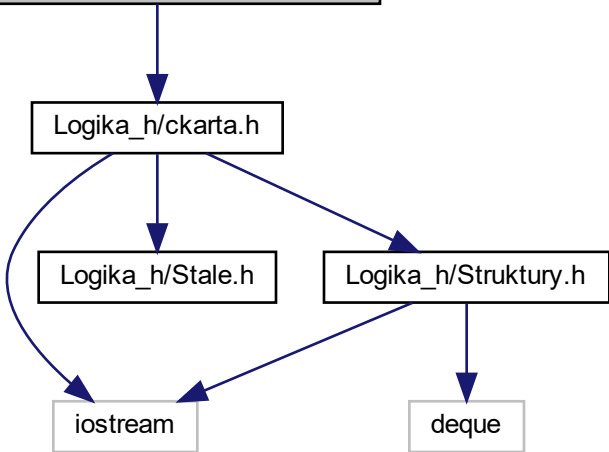 Logika_h/ckarta.h
Logika_h/Stale.h
Logika_h/Struktury.h
iostream
deque